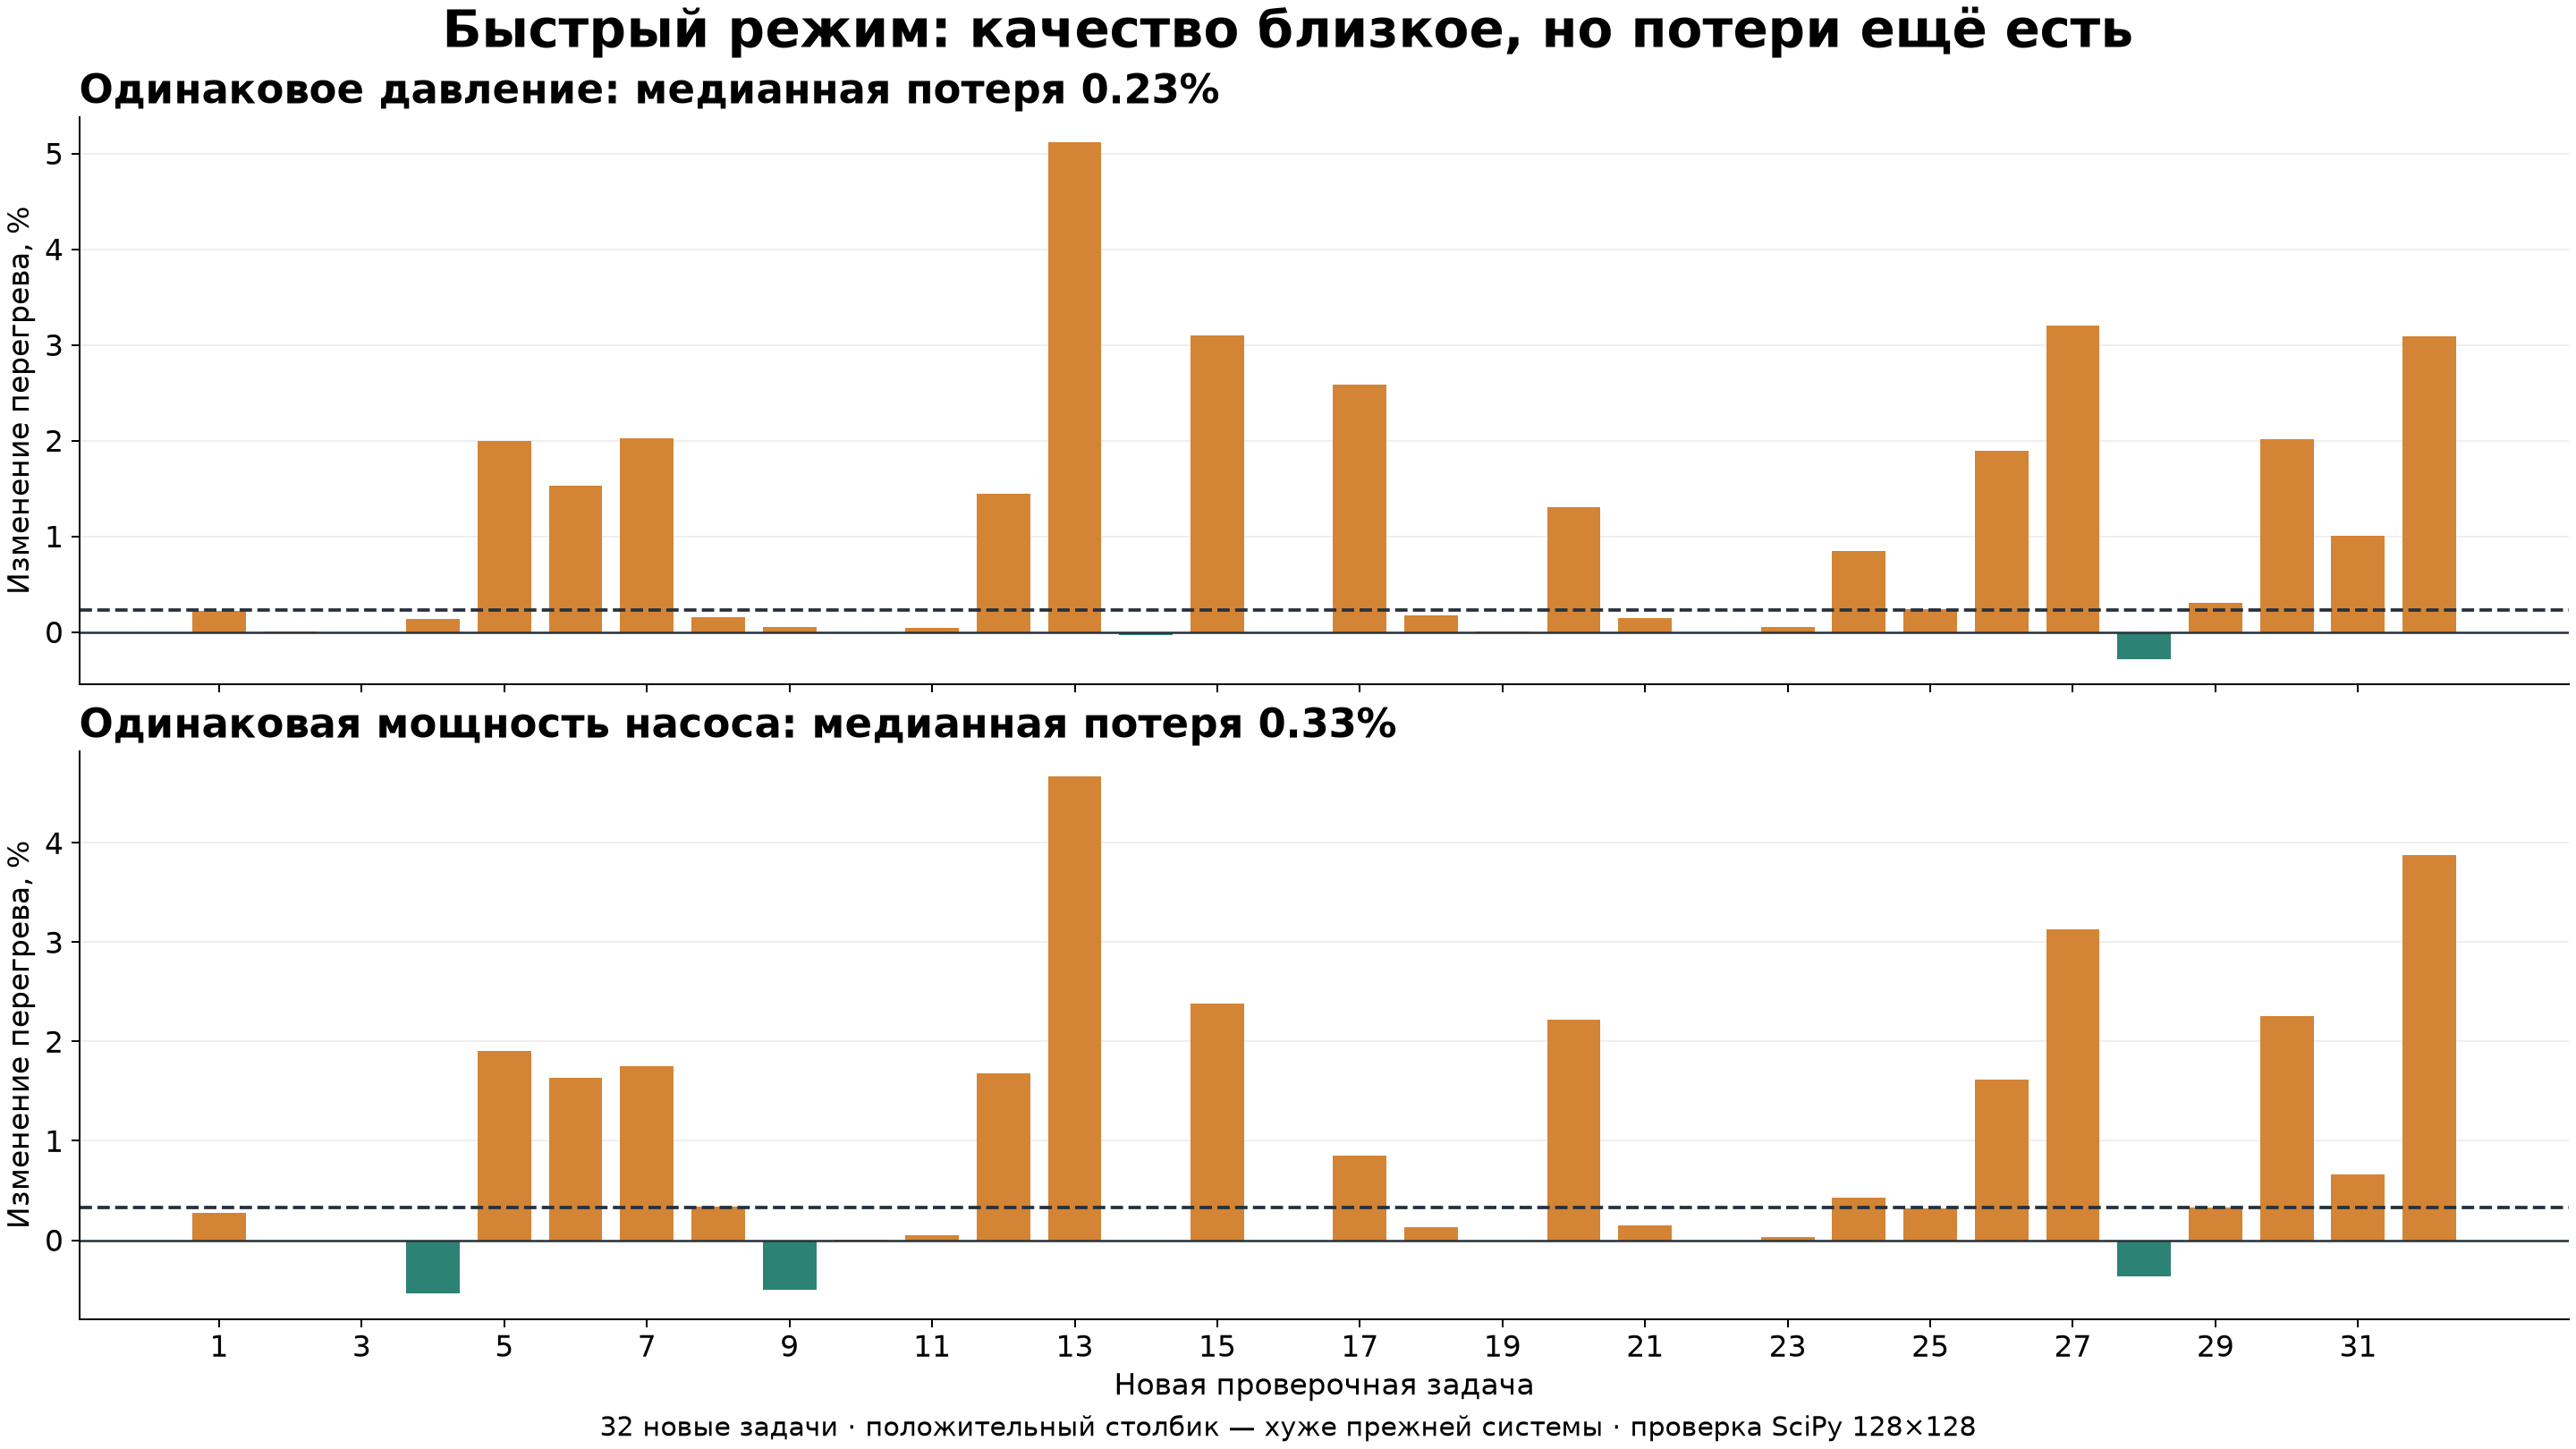 Быстрый режим: качество близкое, но потери ещё есть
Одинаковое давление: медианная потеря 0.23%
Изменение перегрева, %
5
4
3
2
1
0
Одинаковая мощность насоса: медианная потеря 0.33%
Изменение перегрева, %
4
3
2
1
0
1 3 5 7 9 11 13 15 17 19 21 23 25 27 29 31
Новая проверочная задача
32 новые задачи · положительный столбик — хуже прежней системы · проверка SciPy 128×128